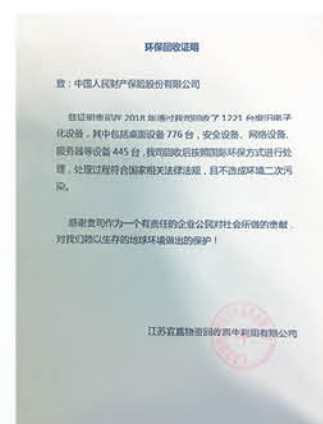 环保回收证明
致:中国人民财产保险股份有限公司
兹证明贵司在 2018 年通过我司回收了 1221 台废旧电子
化设备,其中包括桌面设备 776 台,安全设备、网络设备、
服务器等设备 445 台,我司回收后按照国际环保方式进行处
理,处理过程符合国家相关法律法规,且不造成环境二次污
染。
感谢贵司作为一个有责任的企业公民对社会所做的贡献,
对我们赖以生存的地球环境做出的保护!
江苏宜嘉物资回收再生利用有限公司